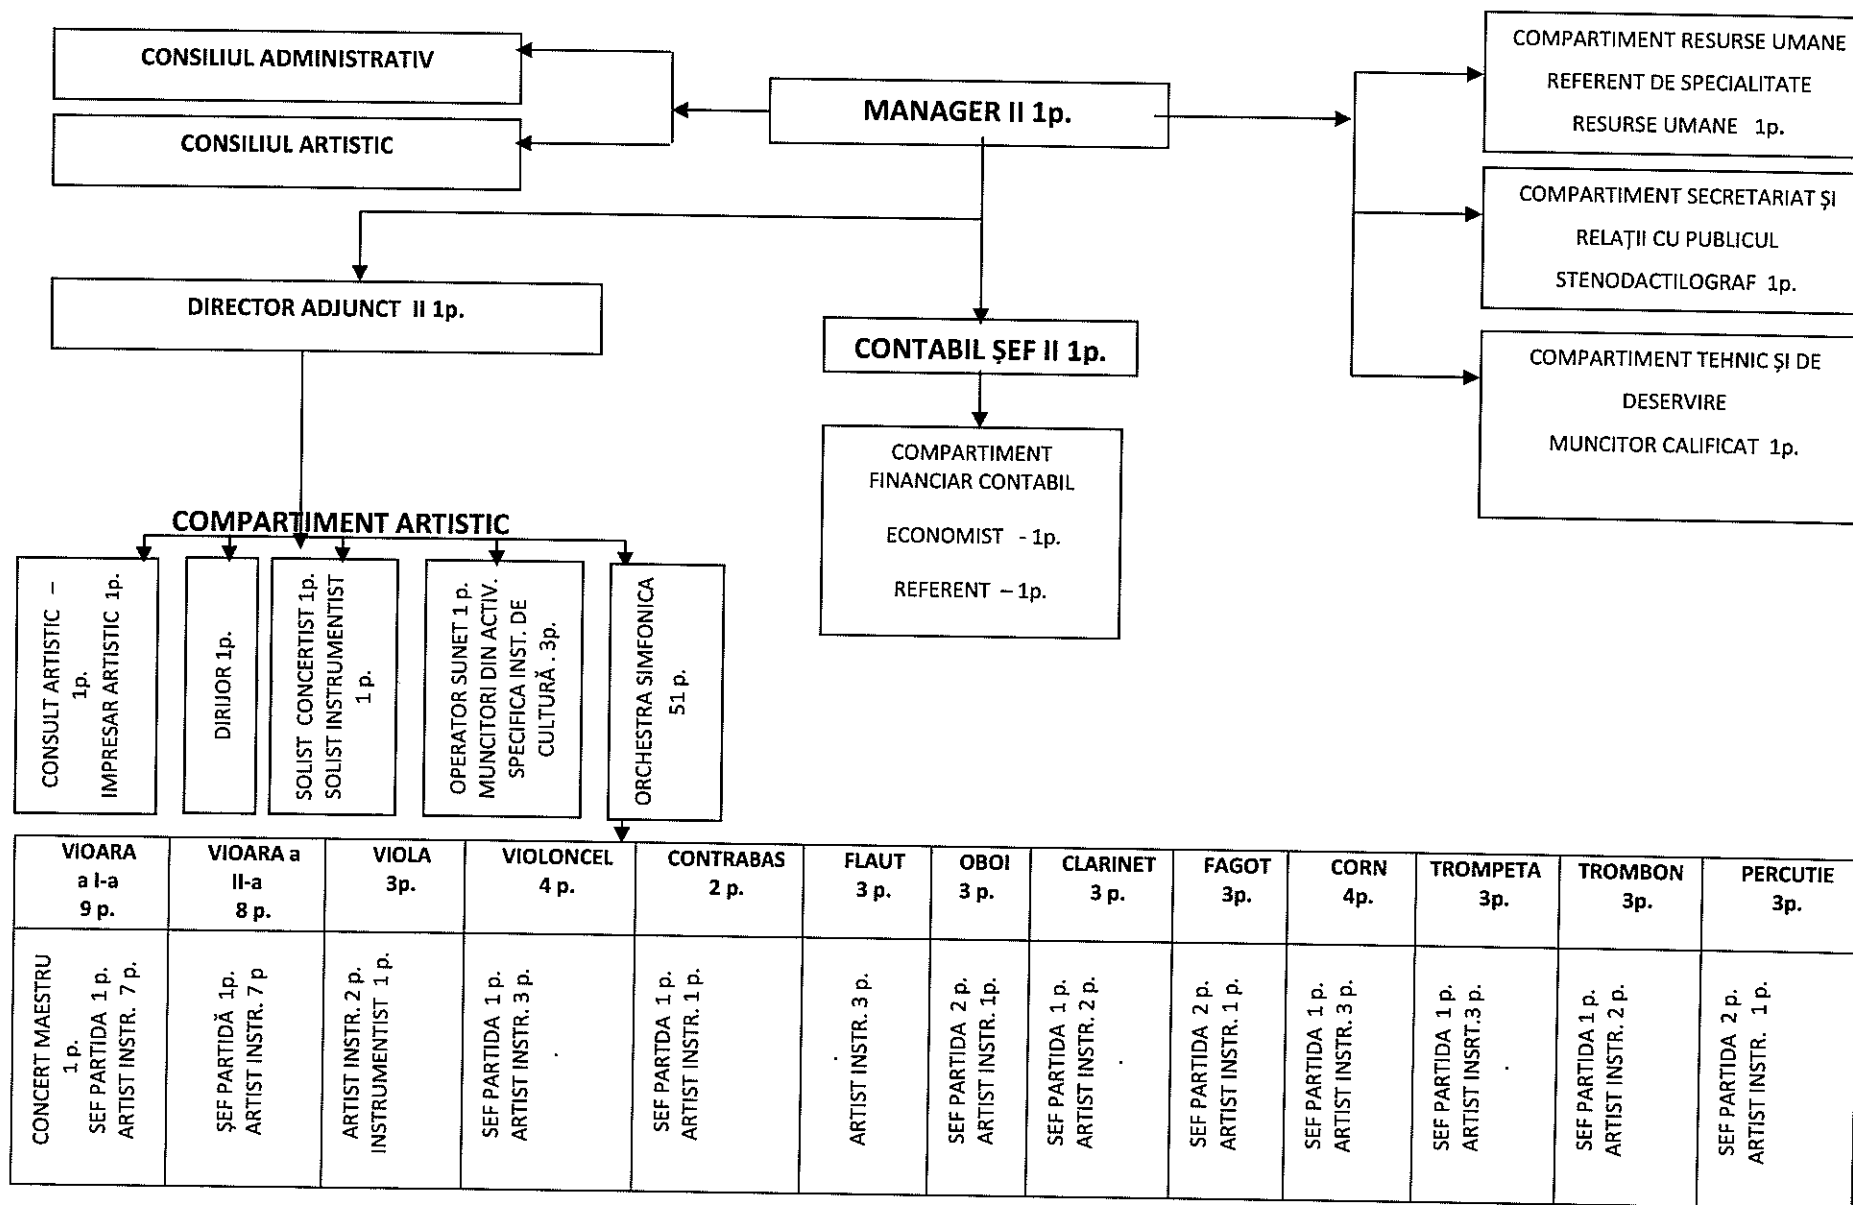 CONSILIUL ADMINISTRATIV
CONSILIUL ARTISTIC
MANAGER II 1p.
COMPARTIMENT RESURSE UMANE
REFERENT DE SPECIALITATE
RESURSE UMANE 1p.
COMPARTIMENT SECRETARIAT ŞI
RELAŢII CU PUBLICUL
STENODACTILOGRAF 1p.
COMPARTIMENT TEHNIC ŞI DE
DESERVIRE
MUNCITOR CALIFICAT 1p.
DIRECTOR ADJUNCT II 1p.
CONTABIL ŞEF II 1p.
COMPARTIMENT
FINANCIAR CONTABIL
ECONOMIST - 1p.
REFERENT – 1p.
COMPARTIMENT ARTISTIC
CONSULT ARTISTIC –
1p.
IMPRESAR ARTISTIC 1p.
DIRIJOR 1p.
SOLIST CONCERTIST 1p.
SOLIST INSTRUMENTIST
1 p.
OPERATOR SUNET 1 p.
MUNCITORI DIN ACTIV.
SPECIFICA INST. DE
CULTURĂ . 3p.
ORCHESTRA SIMFONICA
51 p.
VIOARA
a I-a
9 p.
VIOARA a
II-a
8 p.
VIOLA
3p.
VIOLONCEL
4 p.
CONTRABAS
2 p.
FLAUT
3 p.
OBOI
3 p.
CLARINET
3 p.
FAGOT
3p.
CORN
4p.
TROMPETA
3p.
TROMBON
3p.
PERCUTIE
3p.
CONCERT MAESTRU
1 p.
SEF PARTIDA 1 p.
ARTIST INSTR. 7 p.
ŞEF PARTIDĂ 1p.
ARTIST INSTR. 7 p
ARTIST INSTR. 2 p.
INSTRUMENTIST 1 p.
SEF PARTIDA 1 p.
ARTIST INSTR. 3 p.
SEF PARTDA 1 p.
ARTIST INSTR. 1 p.
ARTIST INSTR. 3 p.
SEF PARTIDA 2 p.
ARTIST INSTR. 1p.
SEF PARTIDA 1 p.
ARTIST INSTR. 2 p.
SEF PARTIDA 2 p.
ARTIST INSTR. 1 p.
SEF PARTIDA 1 p.
ARTIST INSTR. 3 p.
SEF PARTIDA 1 p.
ARTIST INSRT.3 p.
SEF PARTIDA 1 p.
ARTIST INSTR. 2 p.
SEF PARTIDA 2 p.
ARTIST INSTR. 1 p.